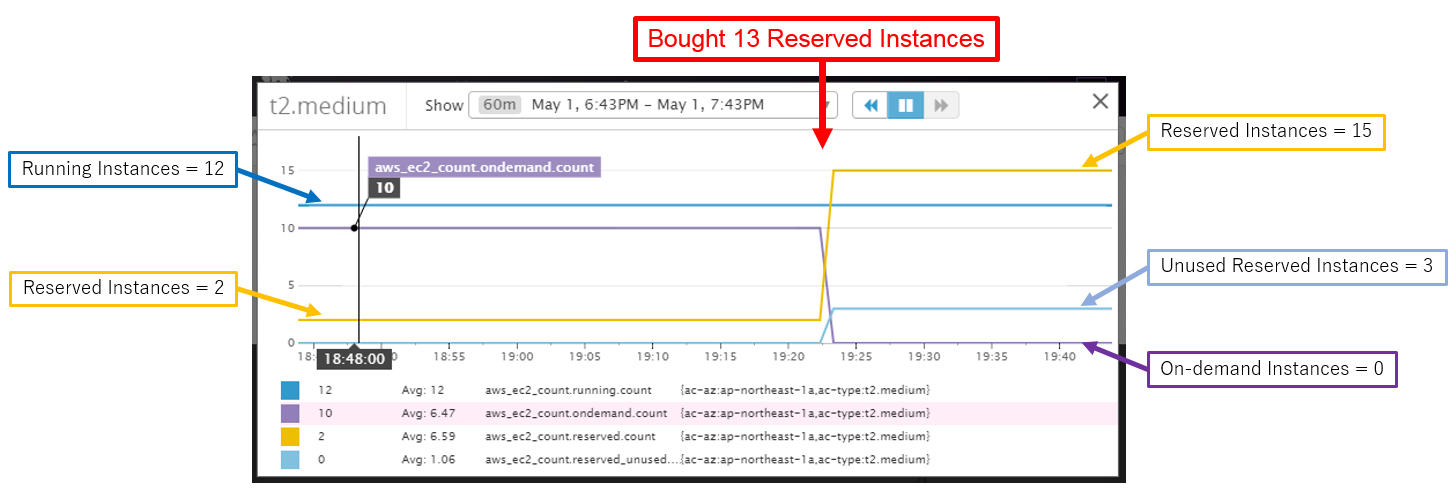 Bought 13 Reserved Instances
t2.medium Show 60m May 1, 6:43PM – May 1, 7:43PM
Reserved Instances = 15
Running Instances = 12
aws_ec2_count.ondemand.count
10
15
10
5
0
Unused Reserved Instances = 3
Reserved Instances = 2
18:48:00 18:55 19:00 19:05 19:10 19:15 19:20 19:25 19:30 19:35 19:40
On-demand Instances = 0
12 Avg: 12 aws_ec2_count.running.count {ac-az:ap-northeast-1a,ac-type:t2.medium}
10 Avg: 6.47 aws_ec2_count.ondemand.count {ac-az:ap-northeast-1a,ac-type:t2.medium}
2 Avg: 6.59 aws_ec2_count.reserved.count {ac-az:ap-northeast-1a,ac-type:t2.medium}
0 Avg: 1.06 aws_ec2_count.reserved_unused... {ac-az:ap-northeast-1a,ac-type:t2.medium}